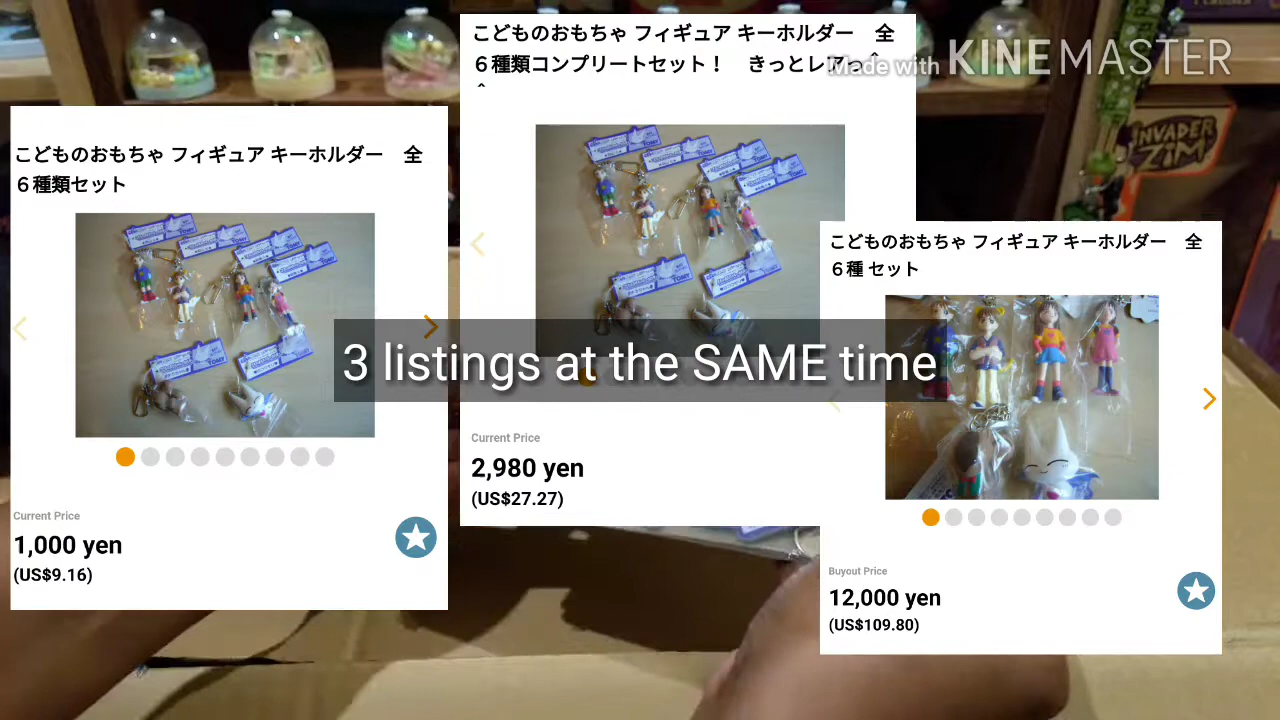 こどものおもちゃ フィギュア キーホルダー　全
６種類セット
Current Price
1,000 yen
(US$9.16)
こどものおもちゃ フィギュア キーホルダー　全
６種類コンプリートセット！　きっとレアっ
Current Price
2,980 yen
(US$27.27)
こどものおもちゃ フィギュア キーホルダー　全
６種 セット
Buyout Price
12,000 yen
(US$109.80)
3 listings at the SAME time
Made with KINEMASTER
INVADER
ZIM
TOMY